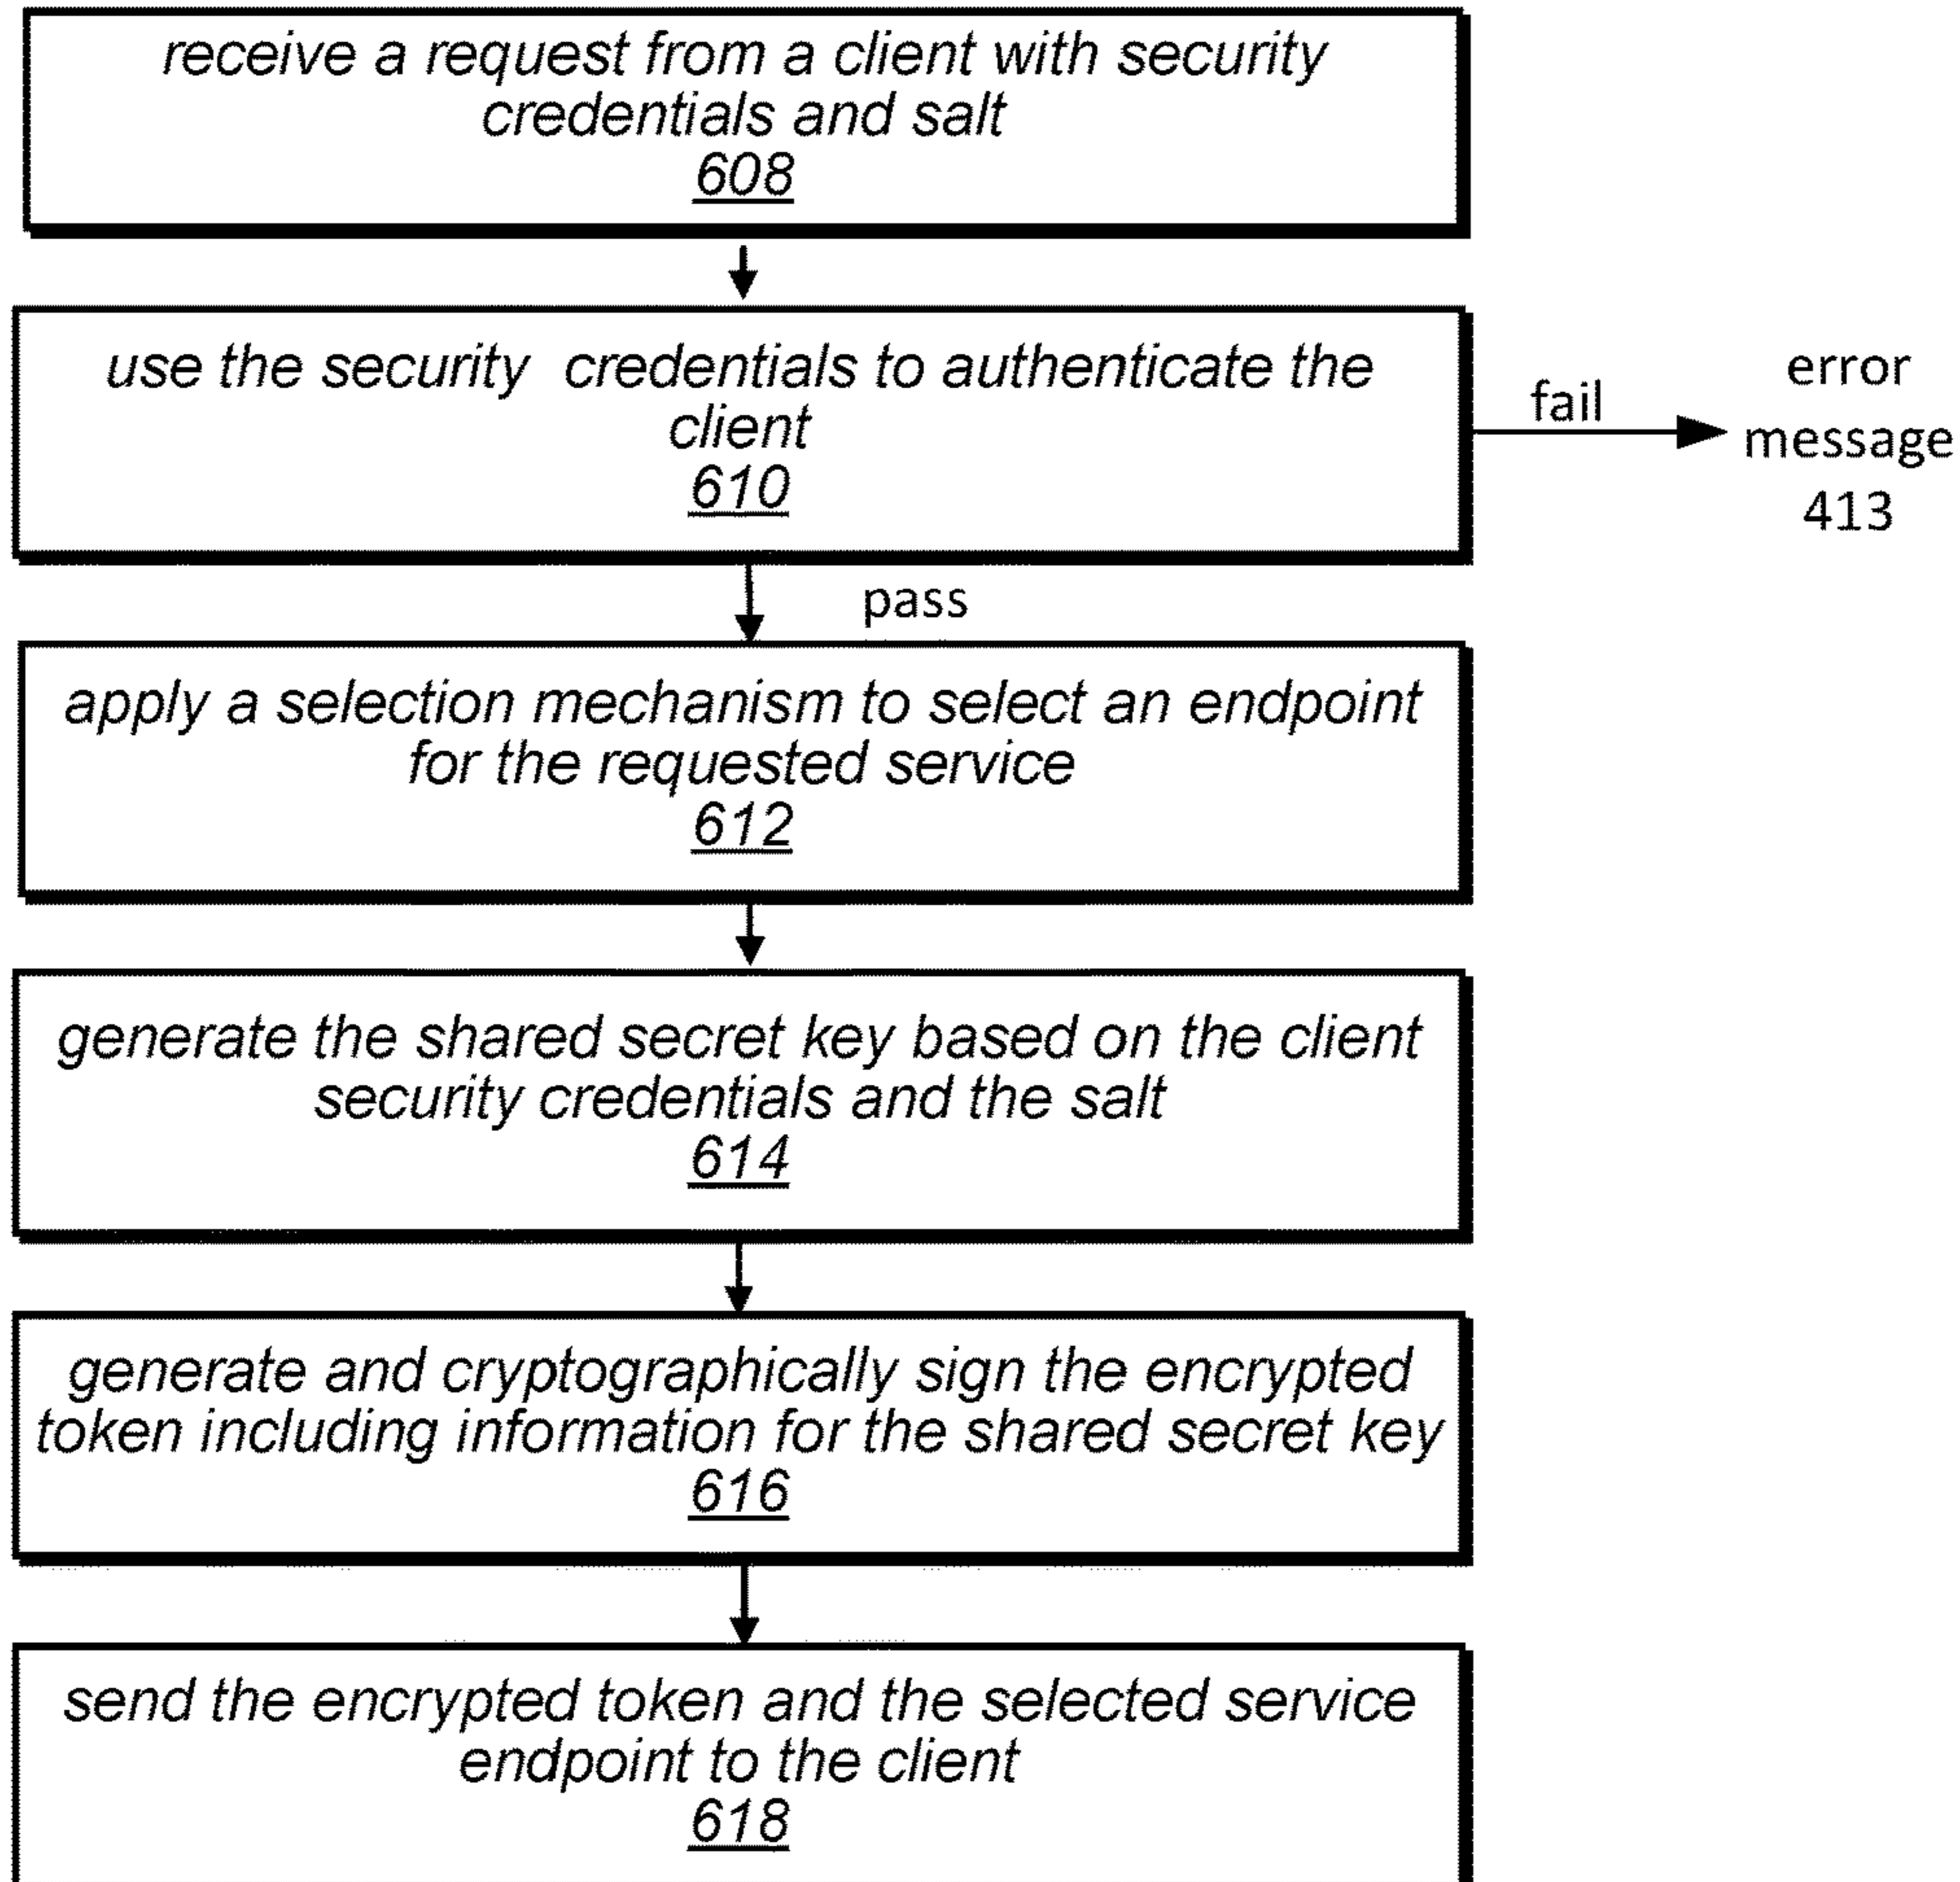 receive a request from a client with security
credentials and salt
608
use the security credentials to authenticate the
client
610
fail
error
message
413
pass
apply a selection mechanism to select an endpoint
for the requested service
612
generate the shared secret key based on the client
security credentials and the salt
614
generate and cryptographically sign the encrypted
token including information for the shared secret key
616
send the encrypted token and the selected service
endpoint to the client
618